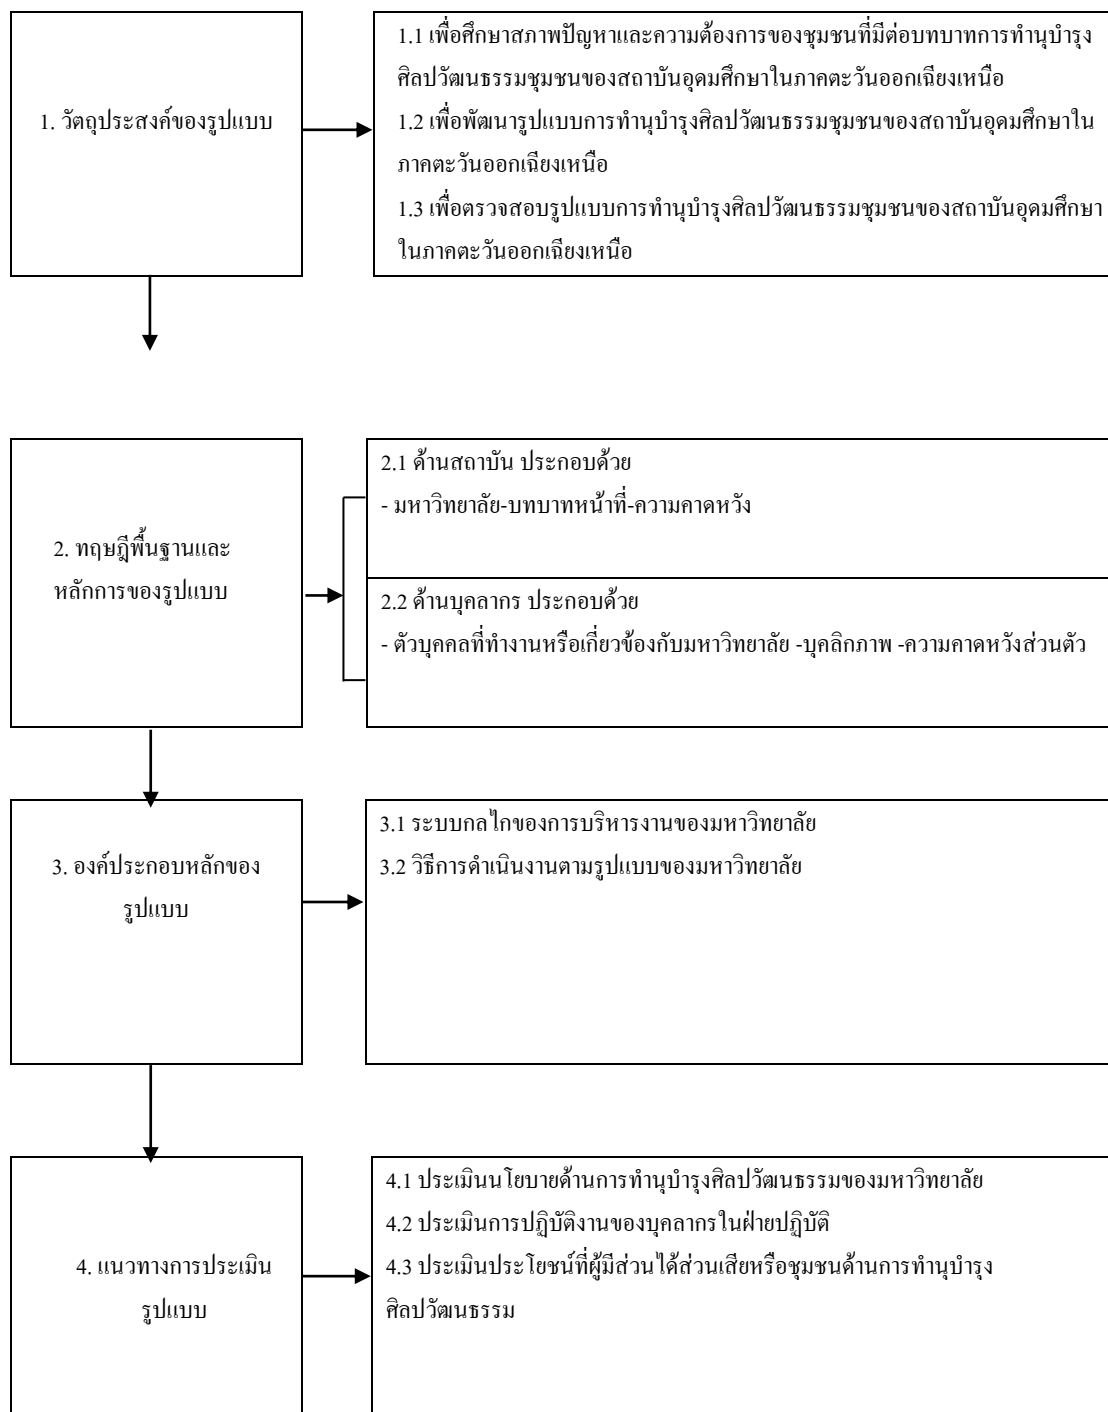 1. วัตถุประสงค์ของรูปแบบ
1.1 เพื่อศึกษาสภาพปัญหาและความต้องการของชุมชนที่มีต่อบทบาทการทำนุบำรุง
ศิลปวัฒนธรรมชุมชนของสถาบันอุดมศึกษาในภาคตะวันออกเฉียงเหนือ
1.2 เพื่อพัฒนารูปแบบการทำนุบำรุงศิลปวัฒนธรรมชุมชนของสถาบันอุดมศึกษาใน
ภาคตะวันออกเฉียงเหนือ
1.3 เพื่อตรวจสอบรูปแบบการทำนุบำรุงศิลปวัฒนธรรมชุมชนของสถาบันอุดมศึกษา
ในภาคตะวันออกเฉียงเหนือ
2. ทฤษฎีพื้นฐานและ
หลักการของรูปแบบ
2.1 ด้านสถาบัน ประกอบด้วย
- มหาวิทยาลัย-บทบาทหน้าที่-ความคาดหวัง
2.2 ด้านบุคลากร ประกอบด้วย
- ตัวบุคคลที่ทำงานหรือเกี่ยวข้องกับมหาวิทยาลัย -บุคลิกภาพ -ความคาดหวังส่วนตัว
3. องค์ประกอบหลักของ
รูปแบบ
3.1 ระบบกลไกของการบริหารงานของมหาวิทยาลัย
3.2 วิธีการดำเนินงานตามรูปแบบของมหาวิทยาลัย
4. แนวทางการประเมิน
รูปแบบ
4.1 ประเมินนโยบายด้านการทำนุบำรุงศิลปวัฒนธรรมของมหาวิทยาลัย
4.2 ประเมินการปฏิบัติงานของบุคลากรในฝ่ายปฏิบัติ
4.3 ประเมินประโยชน์ที่ผู้มีส่วนได้ส่วนเสียหรือชุมชนด้านการทำนุบำรุง
ศิลปวัฒนธรรม